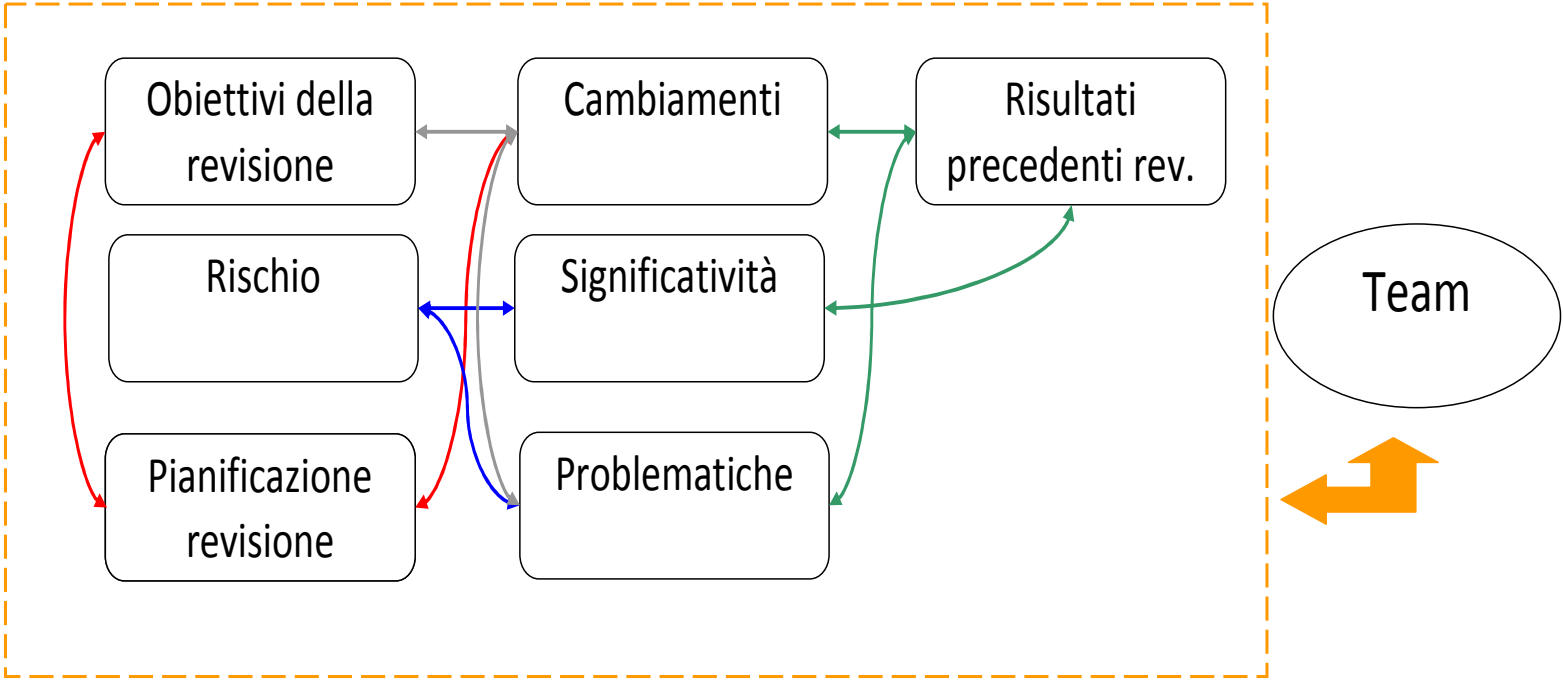 Obiettivi della
revisione
Cambiamenti
Risultati
precedenti rev.
Rischio
Significatività
Team
Pianificazione
revisione
Problematiche